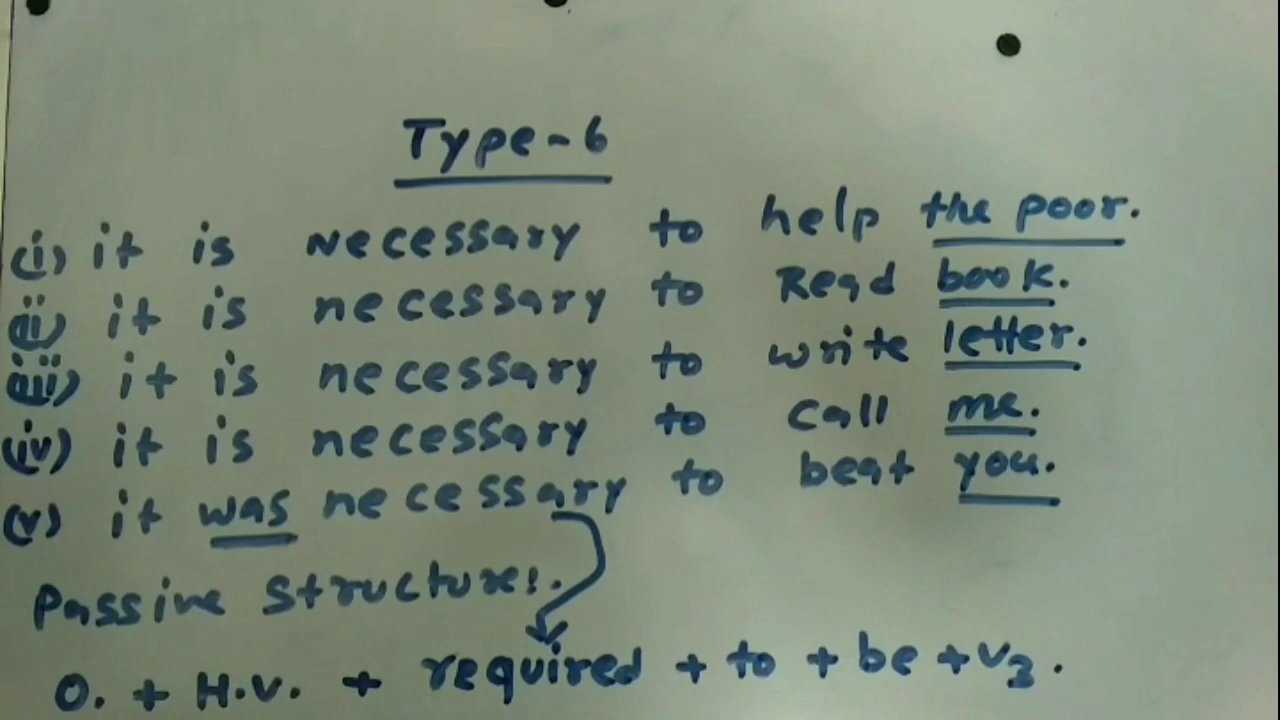 Type-6
(i) it is necessary to help the poor.
(ii) it is necessary to Read book.
(iii) it is necessary to write letter.
(iv) it is necessary to call me.
(v) it was necessary to beat you.
Passive structure:.
O. + H.V. + required + to + be + V3.